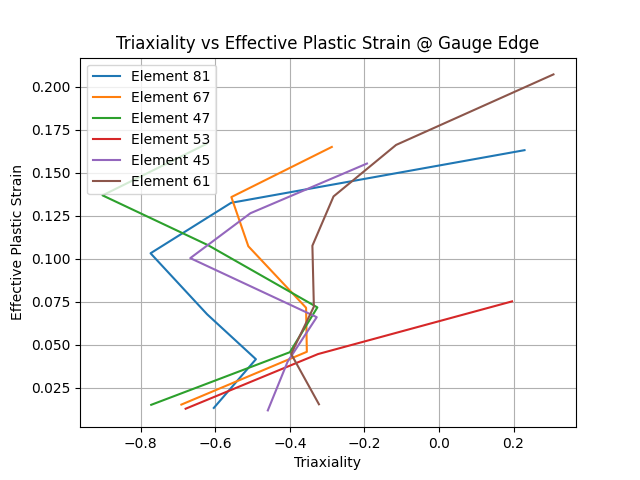 Triaxiality vs Effective Plastic Strain @ Gauge Edge
Element 81
Element 67
Element 47
Element 53
Element 45
Element 61
0.200
0.175
0.150
0.125
0.100
0.075
0.050
0.025
Effective Plastic Strain
−0.8
−0.6
−0.4
−0.2
0.0
0.2
Triaxiality